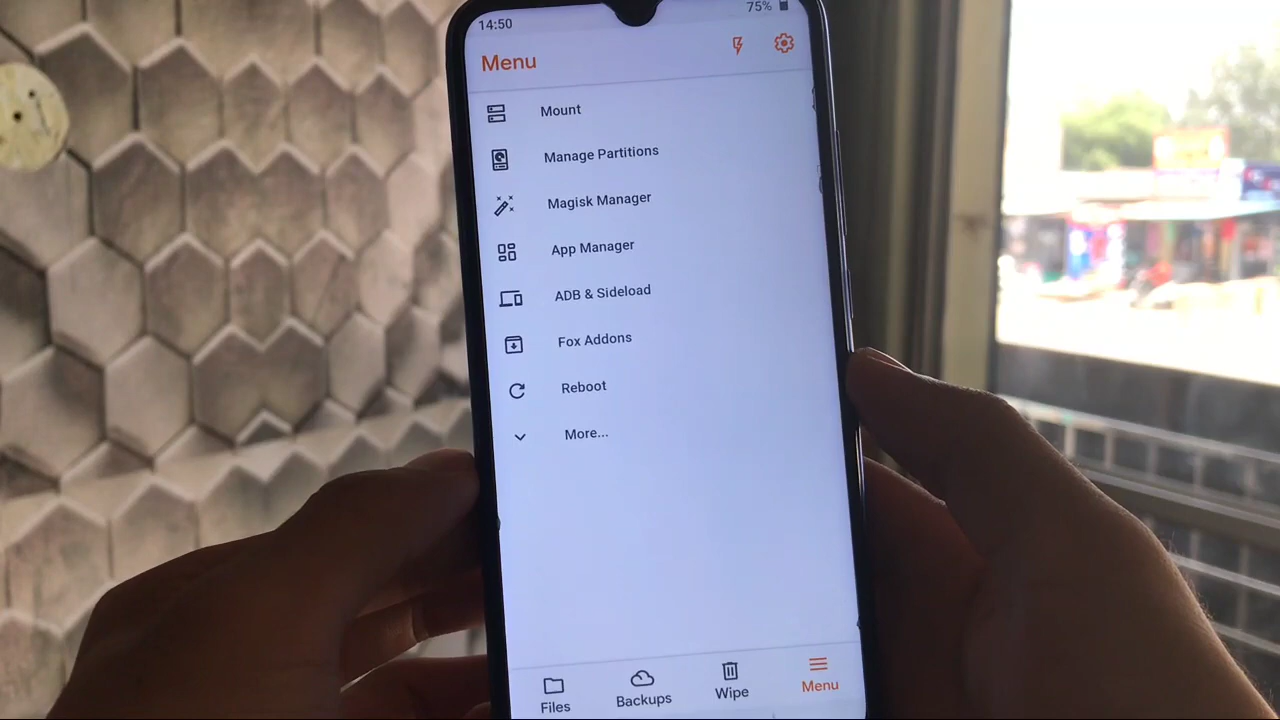 14:50
75%
Menu
Mount
Manage Partitions
Magisk Manager
App Manager
ADB & Sideload
Fox Addons
Reboot
More...
Files
Backups
Wipe
Menu